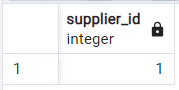 supplier_id
integer
1 1